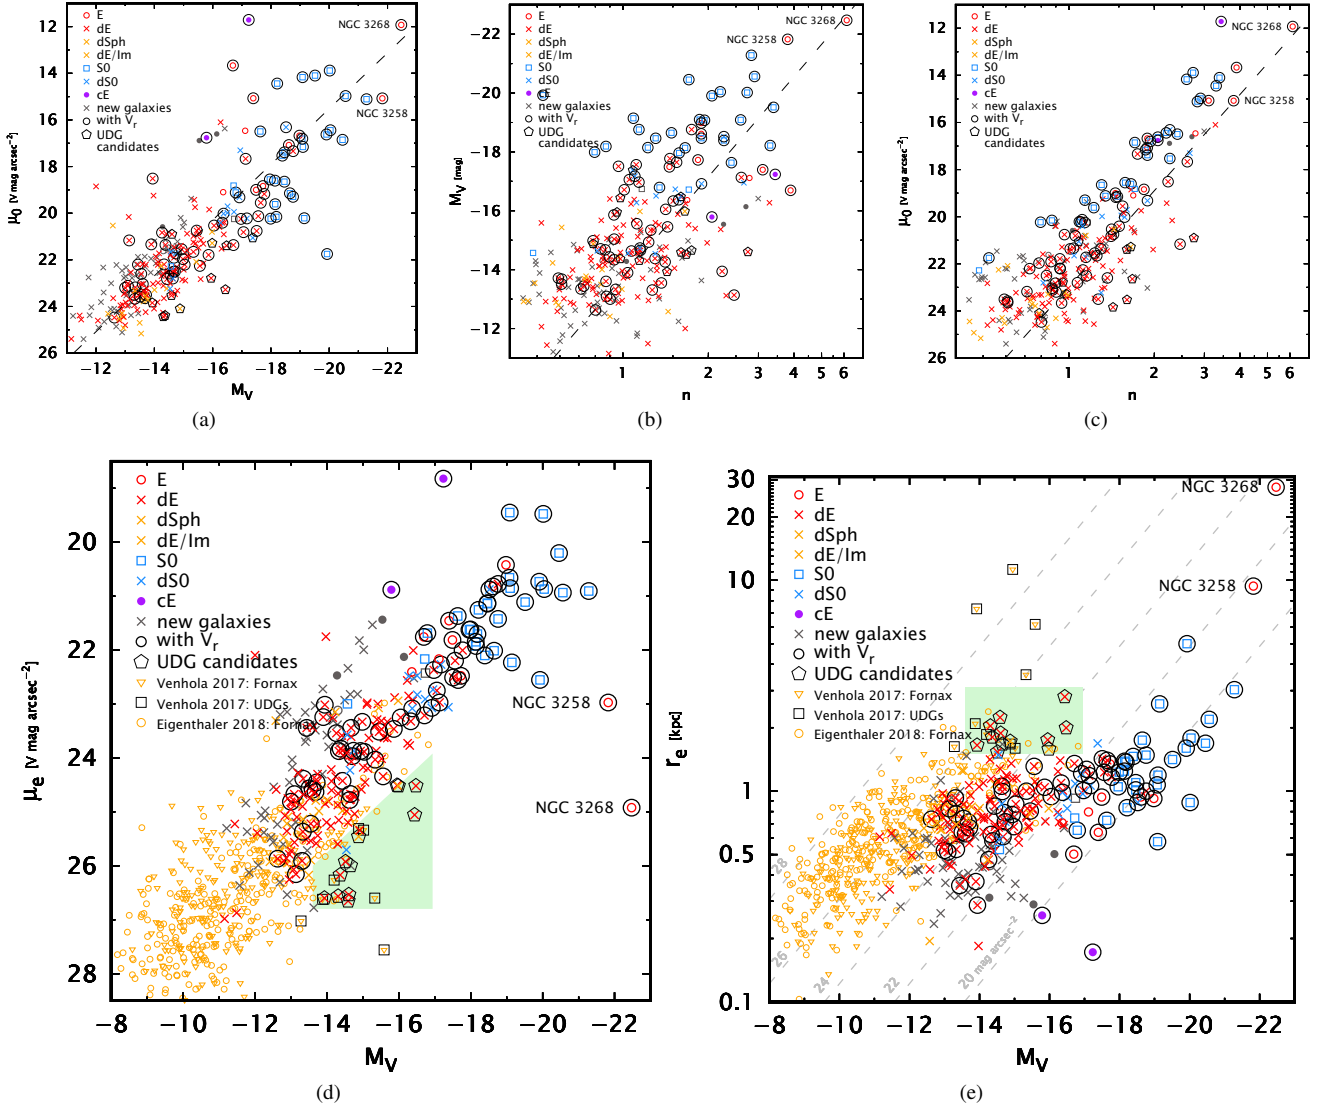 12
14
16
18
20
22
24
26
μ₀ [V mag arcsec⁻²]
E
dE
dSph
dE/Im
S0
dS0
cE
new galaxies
with Vᵣ
UDG
candidates
NGC 3268
NGC 3258
−12 −14 −16 −18 −20 −22
M_V
(a)
−22
−20
−18
−16
−14
−12
M_V [mag]
E
dE
dSph
dE/Im
S0
dS0
cE
new galaxies
with Vᵣ
UDG
candidates
NGC 3268
NGC 3258
1 2 3 4 5 6
n
(b)
12
14
16
18
20
22
24
26
μ₀ [V mag arcsec⁻²]
E
dE
dSph
dE/Im
S0
dS0
cE
new galaxies
with Vᵣ
UDG
candidates
NGC 3268
NGC 3258
1 2 3 4 5 6
n
(c)
20
22
24
26
28
μₑ [V mag arcsec⁻²]
E
dE
dSph
dE/Im
S0
dS0
cE
new galaxies
with Vᵣ
UDG candidates
Venhola 2017: Fornax
Venhola 2017: UDGs
Eigenthaler 2018: Fornax
NGC 3258
NGC 3268
−8 −10 −12 −14 −16 −18 −20 −22
M_V
(d)
30
20
10
5
2
1
0.5
0.2
0.1
rₑ [kpc]
E
dE
dSph
dE/Im
S0
dS0
cE
new galaxies
with Vᵣ
UDG candidates
Venhola 2017: Fornax
Venhola 2017: UDGs
Eigenthaler 2018: Fornax
NGC 3268
NGC 3258
28
26
24
22
20 mag arcsec⁻²
−8 −10 −12 −14 −16 −18 −20 −22
M_V
(e)